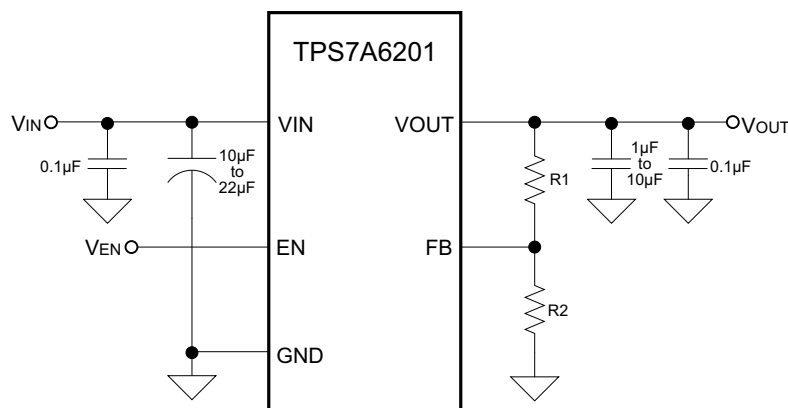 TPS7A6201
VIN
VIN
VOUT
VOUT
0.1µF
10µF
to
22µF
R1
1µF
to
10µF
0.1µF
VEN
EN
FB
R2
GND